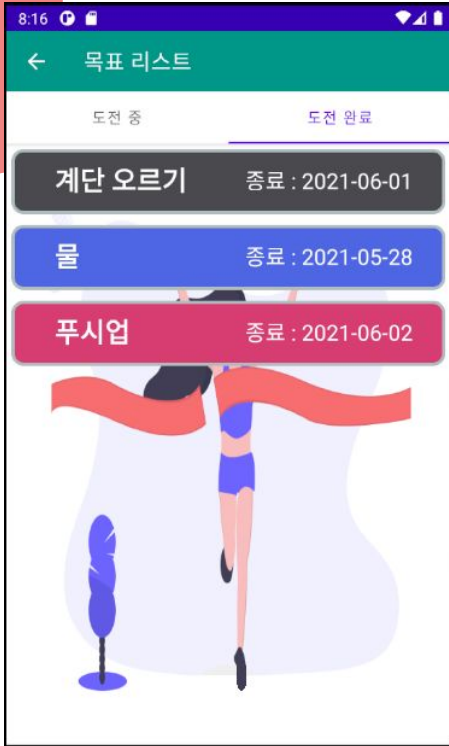 8:16
목표 리스트
도전 중 도전 완료
계단 오르기 종료 : 2021-06-01
물 종료 : 2021-05-28
푸시업 종료 : 2021-06-02